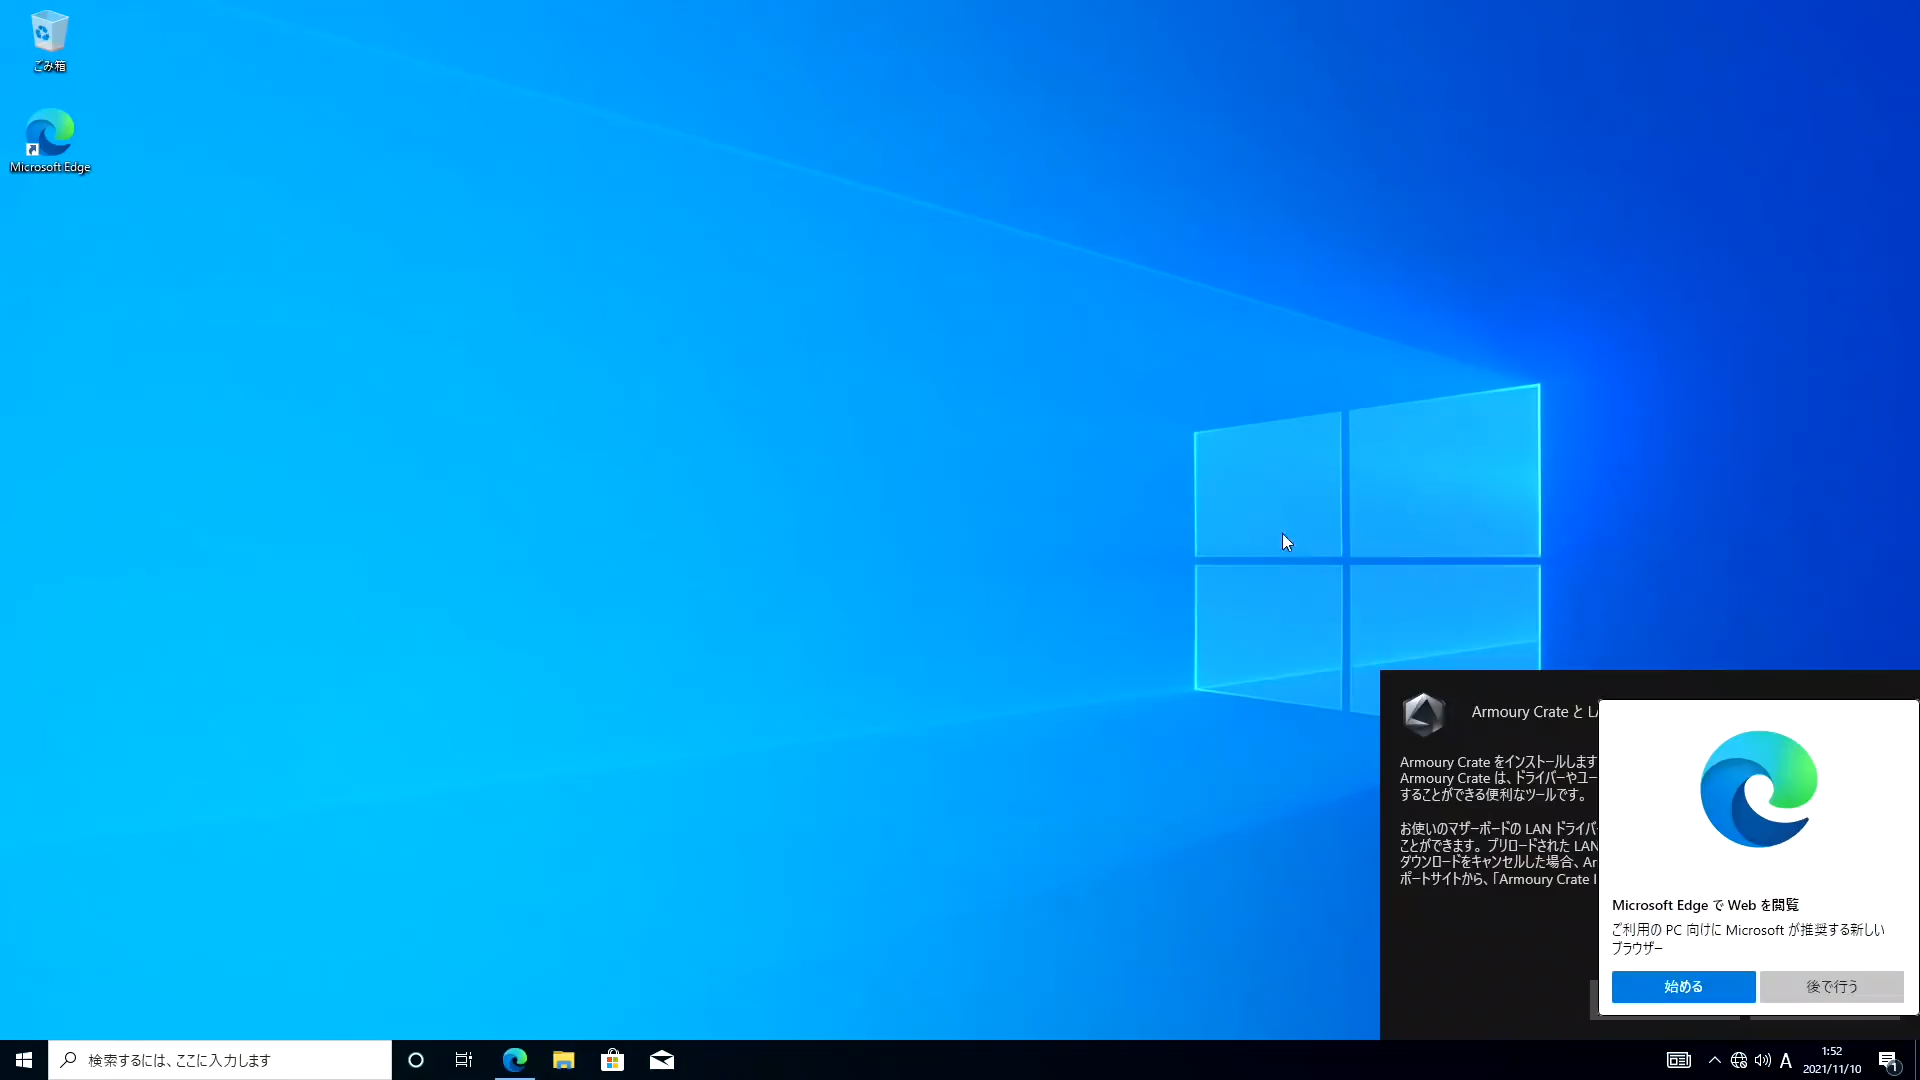 ごみ箱
Microsoft Edge
Armoury Crate と LA
Armoury Crate をインストールします
Armoury Crate は、ドライバーやユー
することができる便利なツールです。
お使いのマザーボードの LAN ドライバ
ことができます。プリロードされた LAN
ダウンロードをキャンセルした場合、Ar
ポートサイトから、「Armoury Crate I
Microsoft Edge で Web を閲覧
ご利用の PC 向けに Microsoft が推奨する新しい
ブラウザー
始める
後で行う
検索するには、ここに入力します
A
1:52
2021/11/10
1